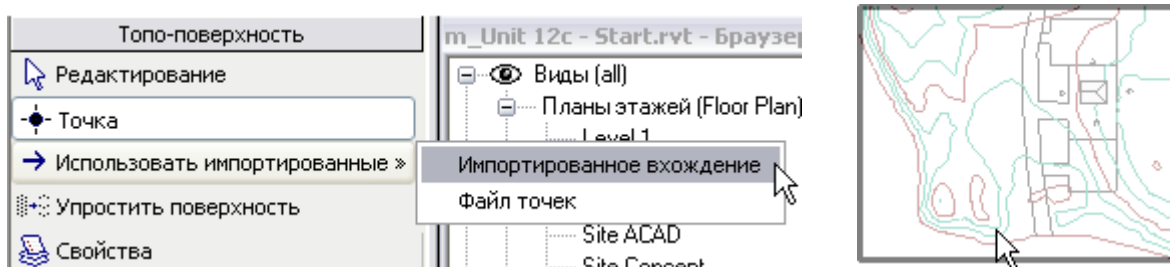 Топо-поверхность
Редактирование
Точка
Использовать импортированные »
Упростить поверхность
Свойства
m_Unit 12c - Start.rvt - Браузер
Виды (all)
Планы этажей (Floor Plan)
Level 1
Импортированное вхождение
Файл точек
Site ACAD
Site Concept